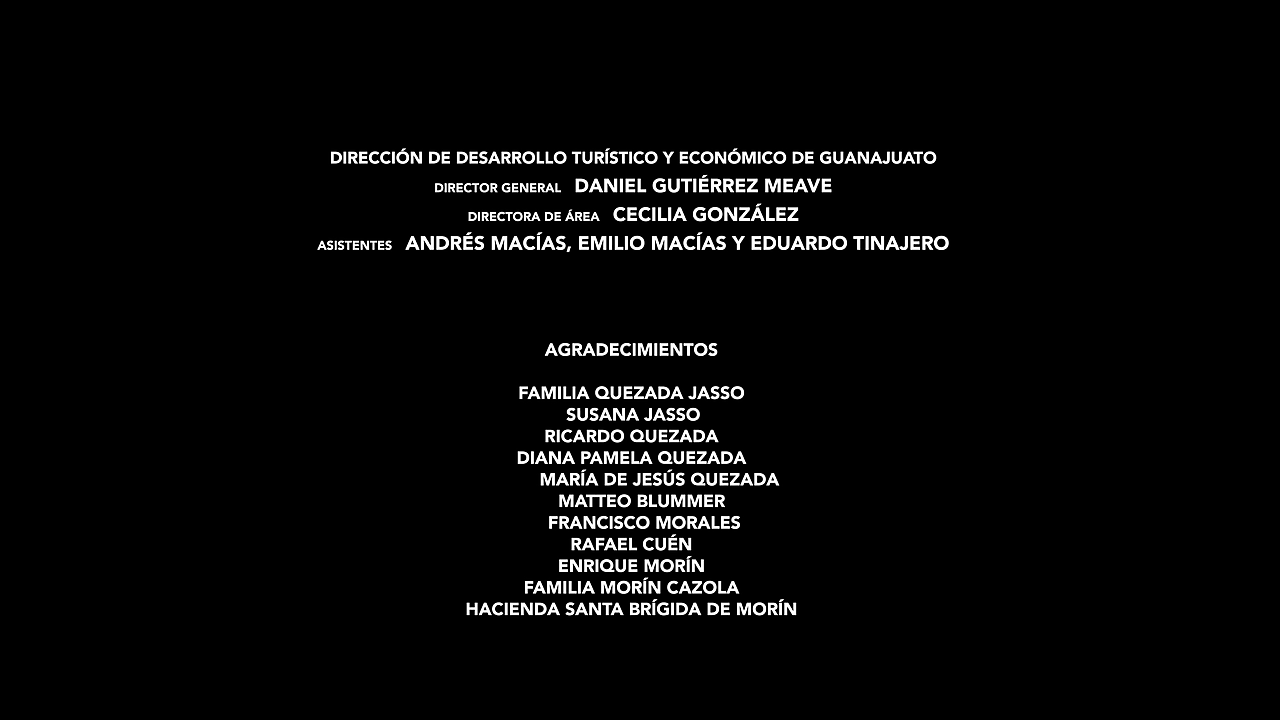 DIRECCIÓN DE DESARROLLO TURÍSTICO Y ECONÓMICO DE GUANAJUATO
DIRECTOR GENERAL DANIEL GUTIÉRREZ MEAVE
DIRECTORA DE ÁREA CECILIA GONZÁLEZ
ASISTENTES ANDRÉS MACÍAS, EMILIO MACÍAS Y EDUARDO TINAJERO
AGRADECIMIENTOS
FAMILIA QUEZADA JASSO
SUSANA JASSO
RICARDO QUEZADA
DIANA PAMELA QUEZADA
MARÍA DE JESÚS QUEZADA
MATTEO BLUMMER
FRANCISCO MORALES
RAFAEL CUÉN
ENRIQUE MORÍN
FAMILIA MORÍN CAZOLA
HACIENDA SANTA BRÍGIDA DE MORÍN